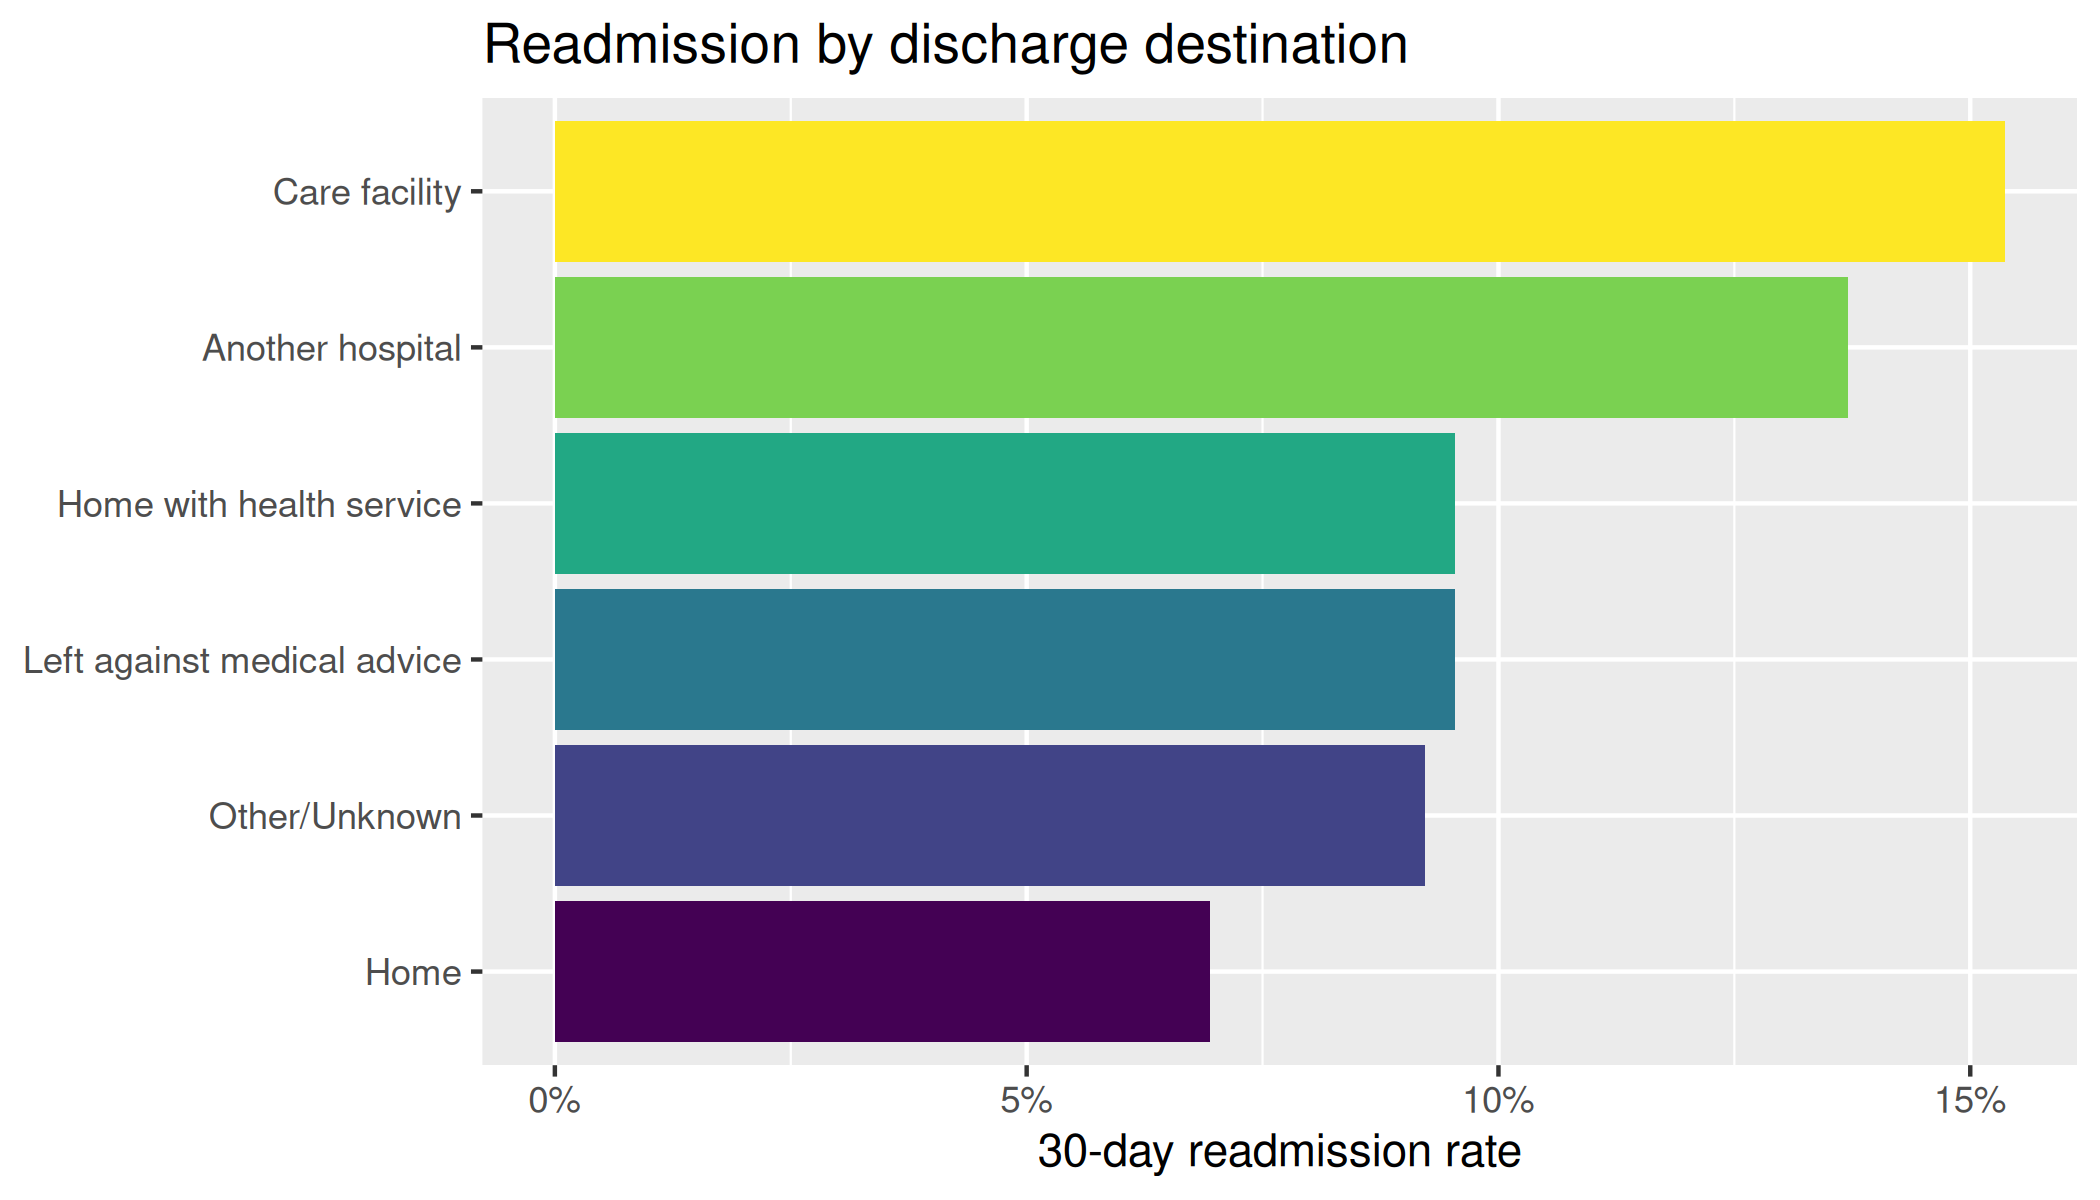 Readmission by discharge destination
Care facility
Another hospital
Home with health service
Left against medical advice
Other/Unknown
Home
0% 5% 10% 15%
30-day readmission rate